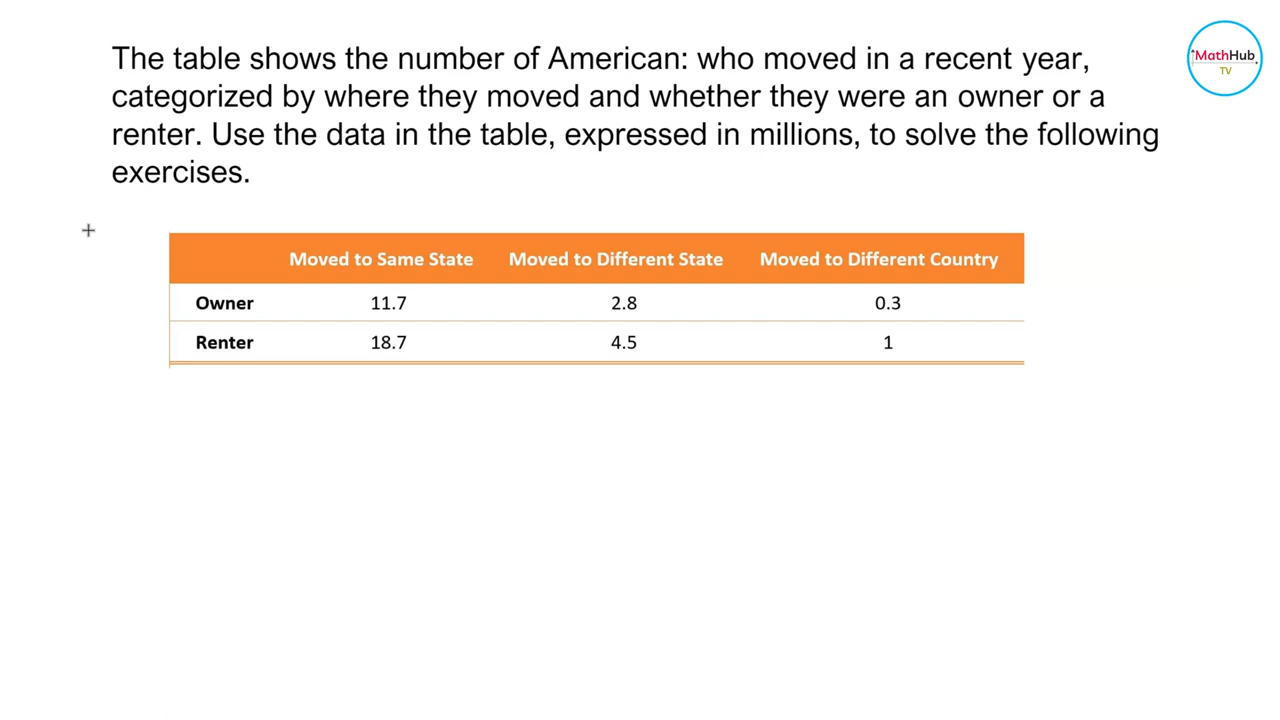 The table shows the number of American: who moved in a recent year,
categorized by where they moved and whether they were an owner or a
renter. Use the data in the table, expressed in millions, to solve the following
exercises.
MathHub
TV
Moved to Same State Moved to Different State Moved to Different Country
Owner 11.7 2.8 0.3
Renter 18.7 4.5 1